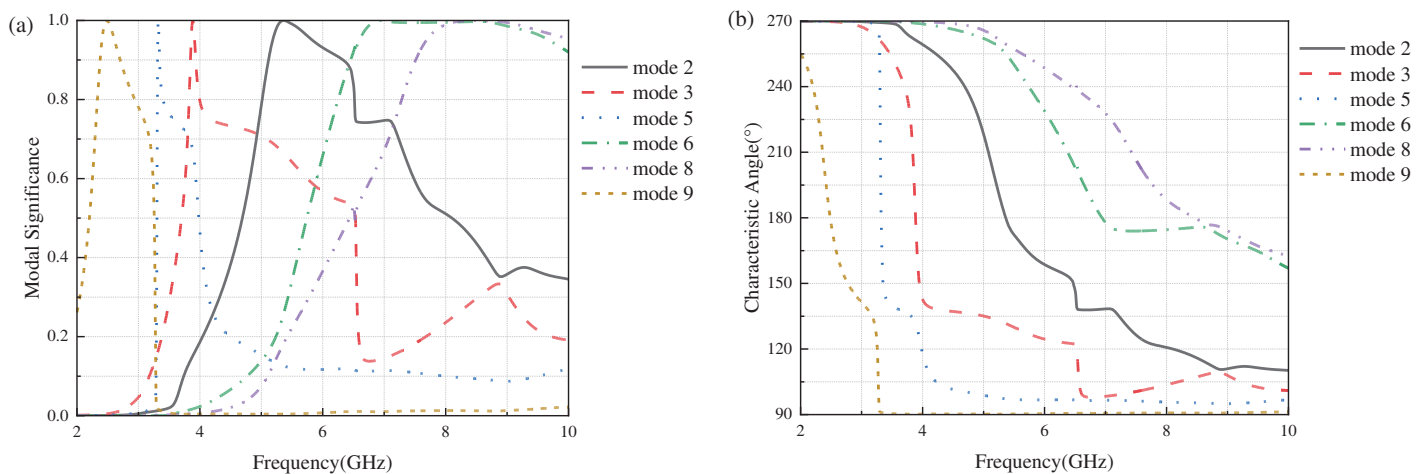 (a)
1.0
0.8
0.6
0.4
0.2
0.0
Modal Significance
2
4
6
8
10
Frequency(GHz)
mode 2
mode 3
mode 5
mode 6
mode 8
mode 9
(b)
270
240
210
180
150
120
90
Characteristic Angle(°)
2
4
6
8
10
Frequency(GHz)
mode 2
mode 3
mode 5
mode 6
mode 8
mode 9